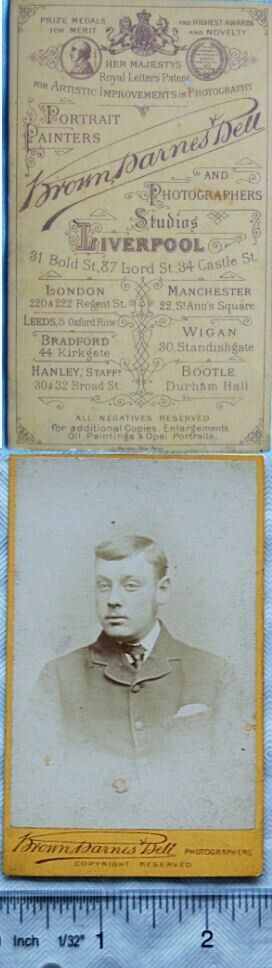 PRIZE MEDALS AND HIGHEST AWARDS
FOR MERIT AND NOVELTY
HER MAJESTYS
Royal Letters Patent
FOR ARTISTIC IMPROVEMENTS IN PHOTOGRAPHY
PORTRAIT
PAINTERS
Brown, Barnes & Bell
AND
PHOTOGRAPHERS
Studios
LIVERPOOL
31 Bold St, 87 Lord St, 34 Castle St
LONDON
220 & 222 Regent St.
LEEDS, 5 Oxford Row
BRADFORD
44 Kirkgate
HANLEY, STAFFS
30 & 32 Broad St.
MANCHESTER
22, St Ann's Square
WIGAN
30, Standishgate
BOOTLE
Durham Hall
ALL NEGATIVES RESERVED
for additional Copies, Enlargements
Oil Paintings & Opal Portraits.
Brown, Barnes & Bell PHOTOGRAPHERS
COPYRIGHT RESERVED
0 Inch 1/32" 1 2